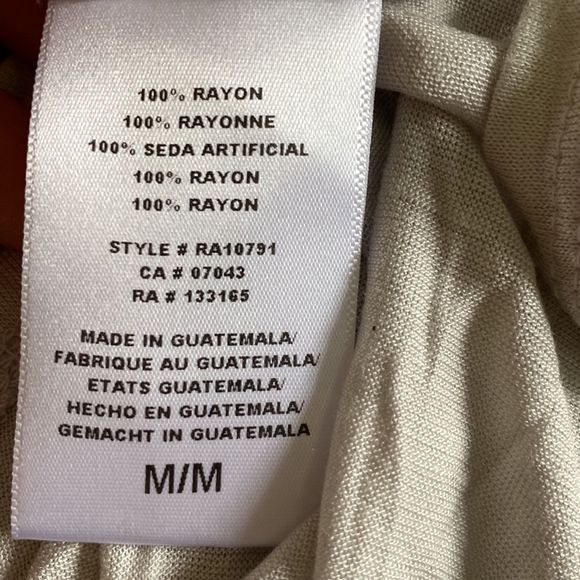 100% RAYON
100% RAYONNE
100% SEDA ARTIFICIAL
100% RAYON
100% RAYON
STYLE # RA10791
CA # 07043
RA # 133165
MADE IN GUATEMALA/
FABRIQUE AU GUATEMALA/
ETATS GUATEMALA/
HECHO EN GUATEMALA/
GEMACHT IN GUATEMALA
M/M